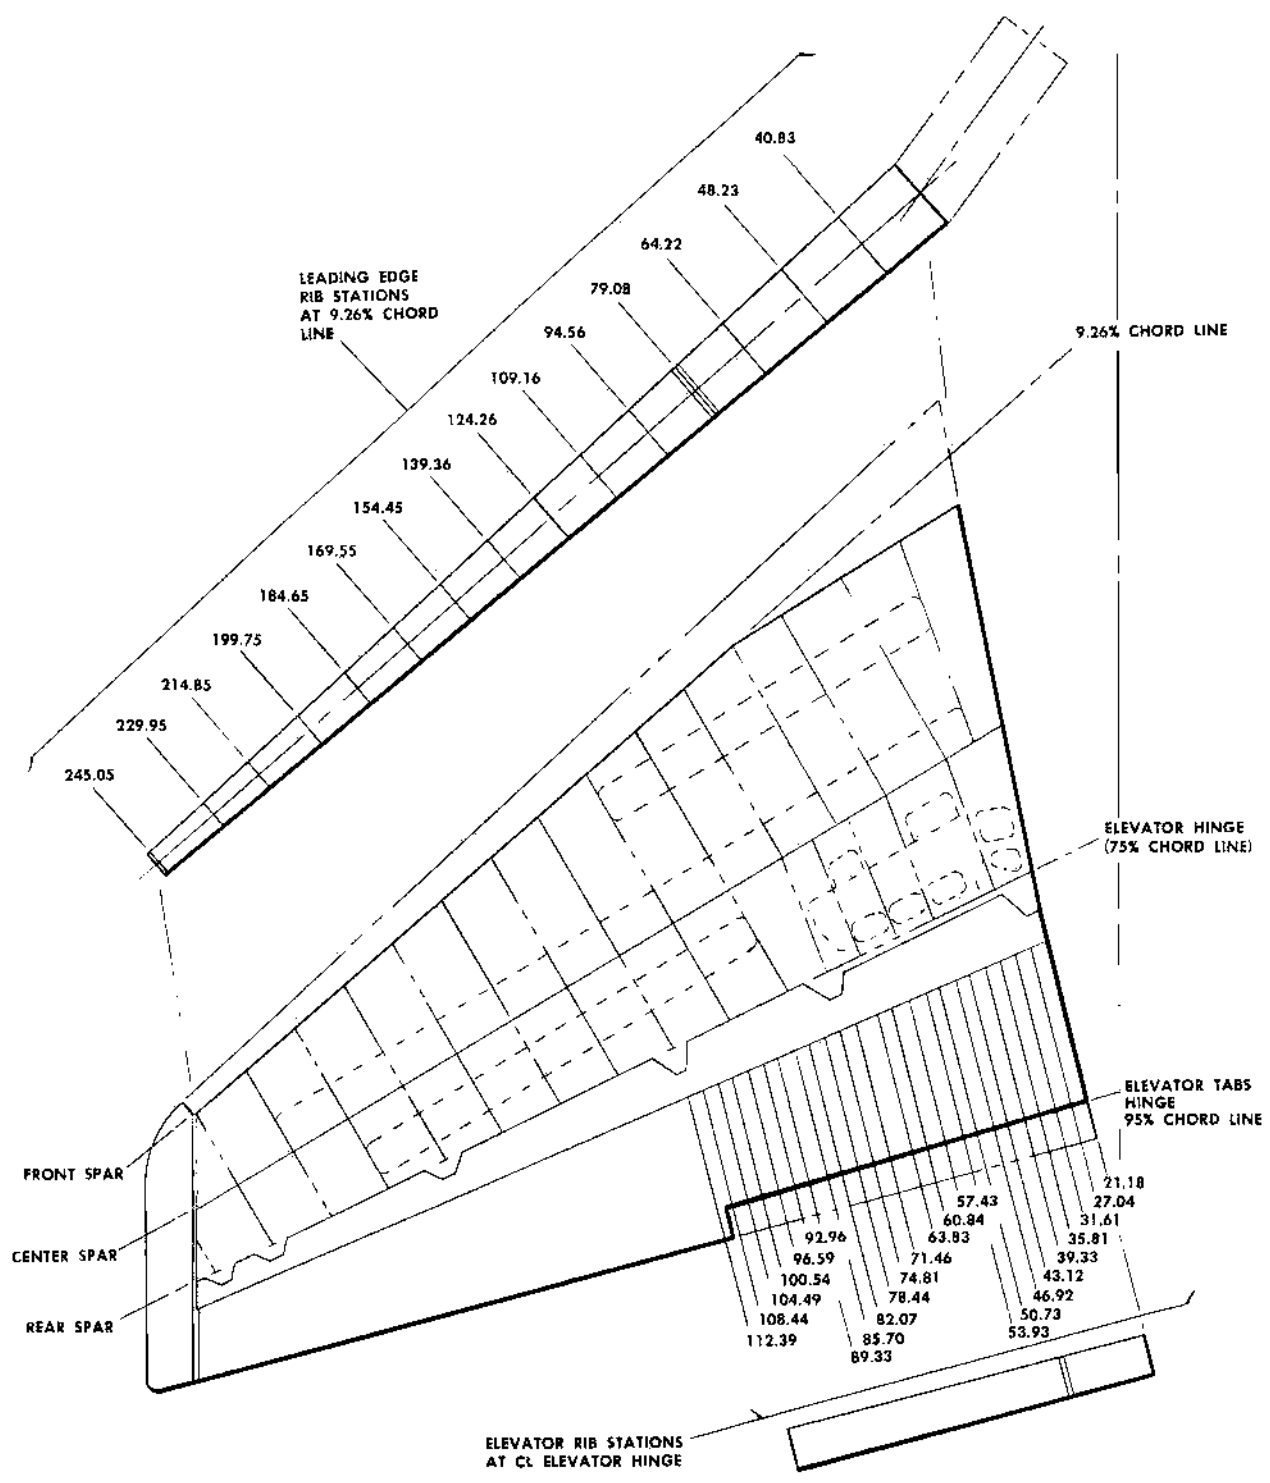 40.83
48.23
64.22
79.08
94.56
109.16
124.26
139.36
154.45
169.55
184.65
199.75
214.85
229.95
245.05
LEADING EDGE
RIB STATIONS
AT 9.26% CHORD
LINE
9.26% CHORD LINE
ELEVATOR HINGE
(75% CHORD LINE)
ELEVATOR TABS
HINGE
95% CHORD LINE
FRONT SPAR
CENTER SPAR
REAR SPAR
21.18
27.04
31.61
35.81
39.33
43.12
46.92
50.73
53.93
57.43
60.84
63.83
71.46
74.81
78.44
82.07
85.70
89.33
92.96
96.59
100.54
104.49
108.44
112.39
ELEVATOR RIB STATIONS
AT CL ELEVATOR HINGE